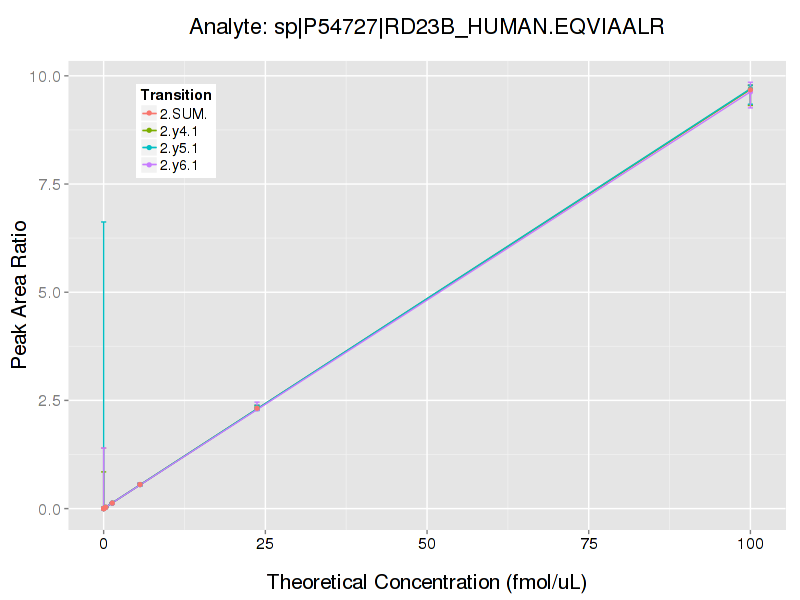 Analyte: sp|P54727|RD23B_HUMAN.EQVIAALR
Transition
2.SUM.
2.y4.1
2.y5.1
2.y6.1
10.0
7.5
5.0
2.5
0.0
Peak Area Ratio
0 25 50 75 100
Theoretical Concentration (fmol/uL)